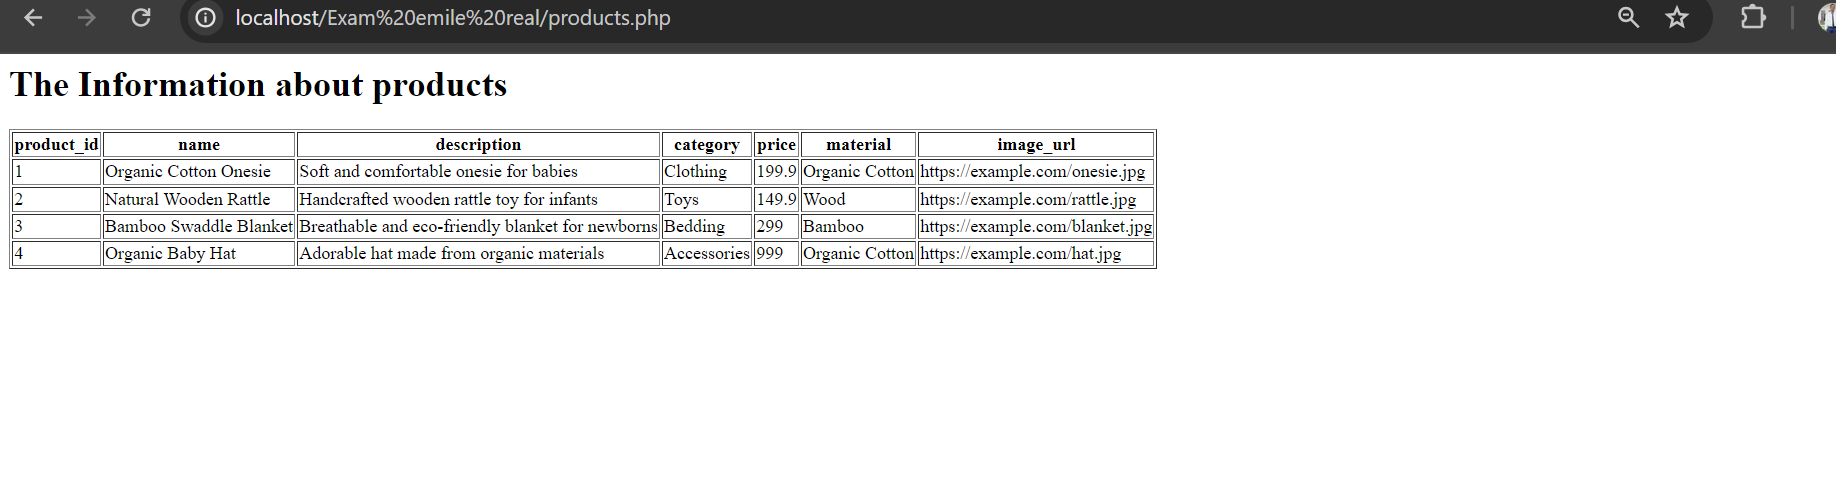 localhost/Exam%20emile%20real/products.php
The Information about products
product_id name description category price material image_url
1 Organic Cotton Onesie Soft and comfortable onesie for babies Clothing 199.9 Organic Cotton https://example.com/onesie.jpg
2 Natural Wooden Rattle Handcrafted wooden rattle toy for infants Toys 149.9 Wood https://example.com/rattle.jpg
3 Bamboo Swaddle Blanket Breathable and eco-friendly blanket for newborns Bedding 299 Bamboo https://example.com/blanket.jpg
4 Organic Baby Hat Adorable hat made from organic materials Accessories 999 Organic Cotton https://example.com/hat.jpg